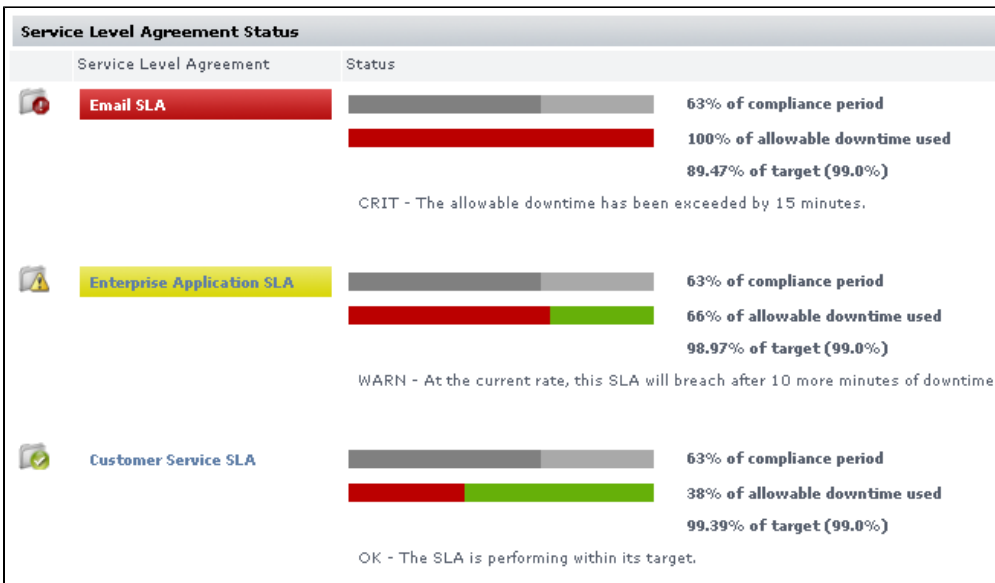 Service Level Agreement Status
Service Level Agreement Status
Email SLA
63% of compliance period
100% of allowable downtime used
89.47% of target (99.0%)
CRIT - The allowable downtime has been exceeded by 15 minutes.
Enterprise Application SLA
63% of compliance period
66% of allowable downtime used
98.97% of target (99.0%)
WARN - At the current rate, this SLA will breach after 10 more minutes of downtime
Customer Service SLA
63% of compliance period
38% of allowable downtime used
99.39% of target (99.0%)
OK - The SLA is performing within its target.